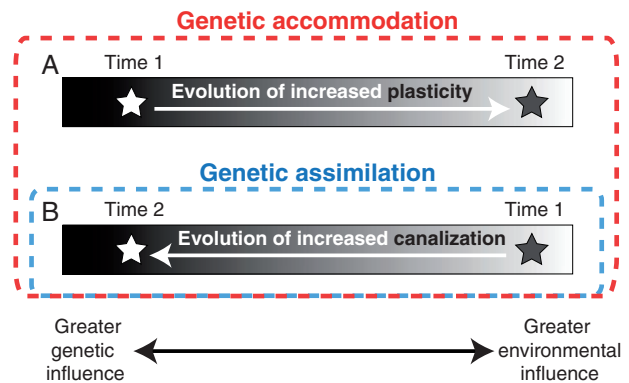 Genetic accommodation
A
Time 1
Time 2
Evolution of increased plasticity
Genetic assimilation
B
Time 2
Time 1
Evolution of increased canalization
Greater
genetic
influence
Greater
environmental
influence